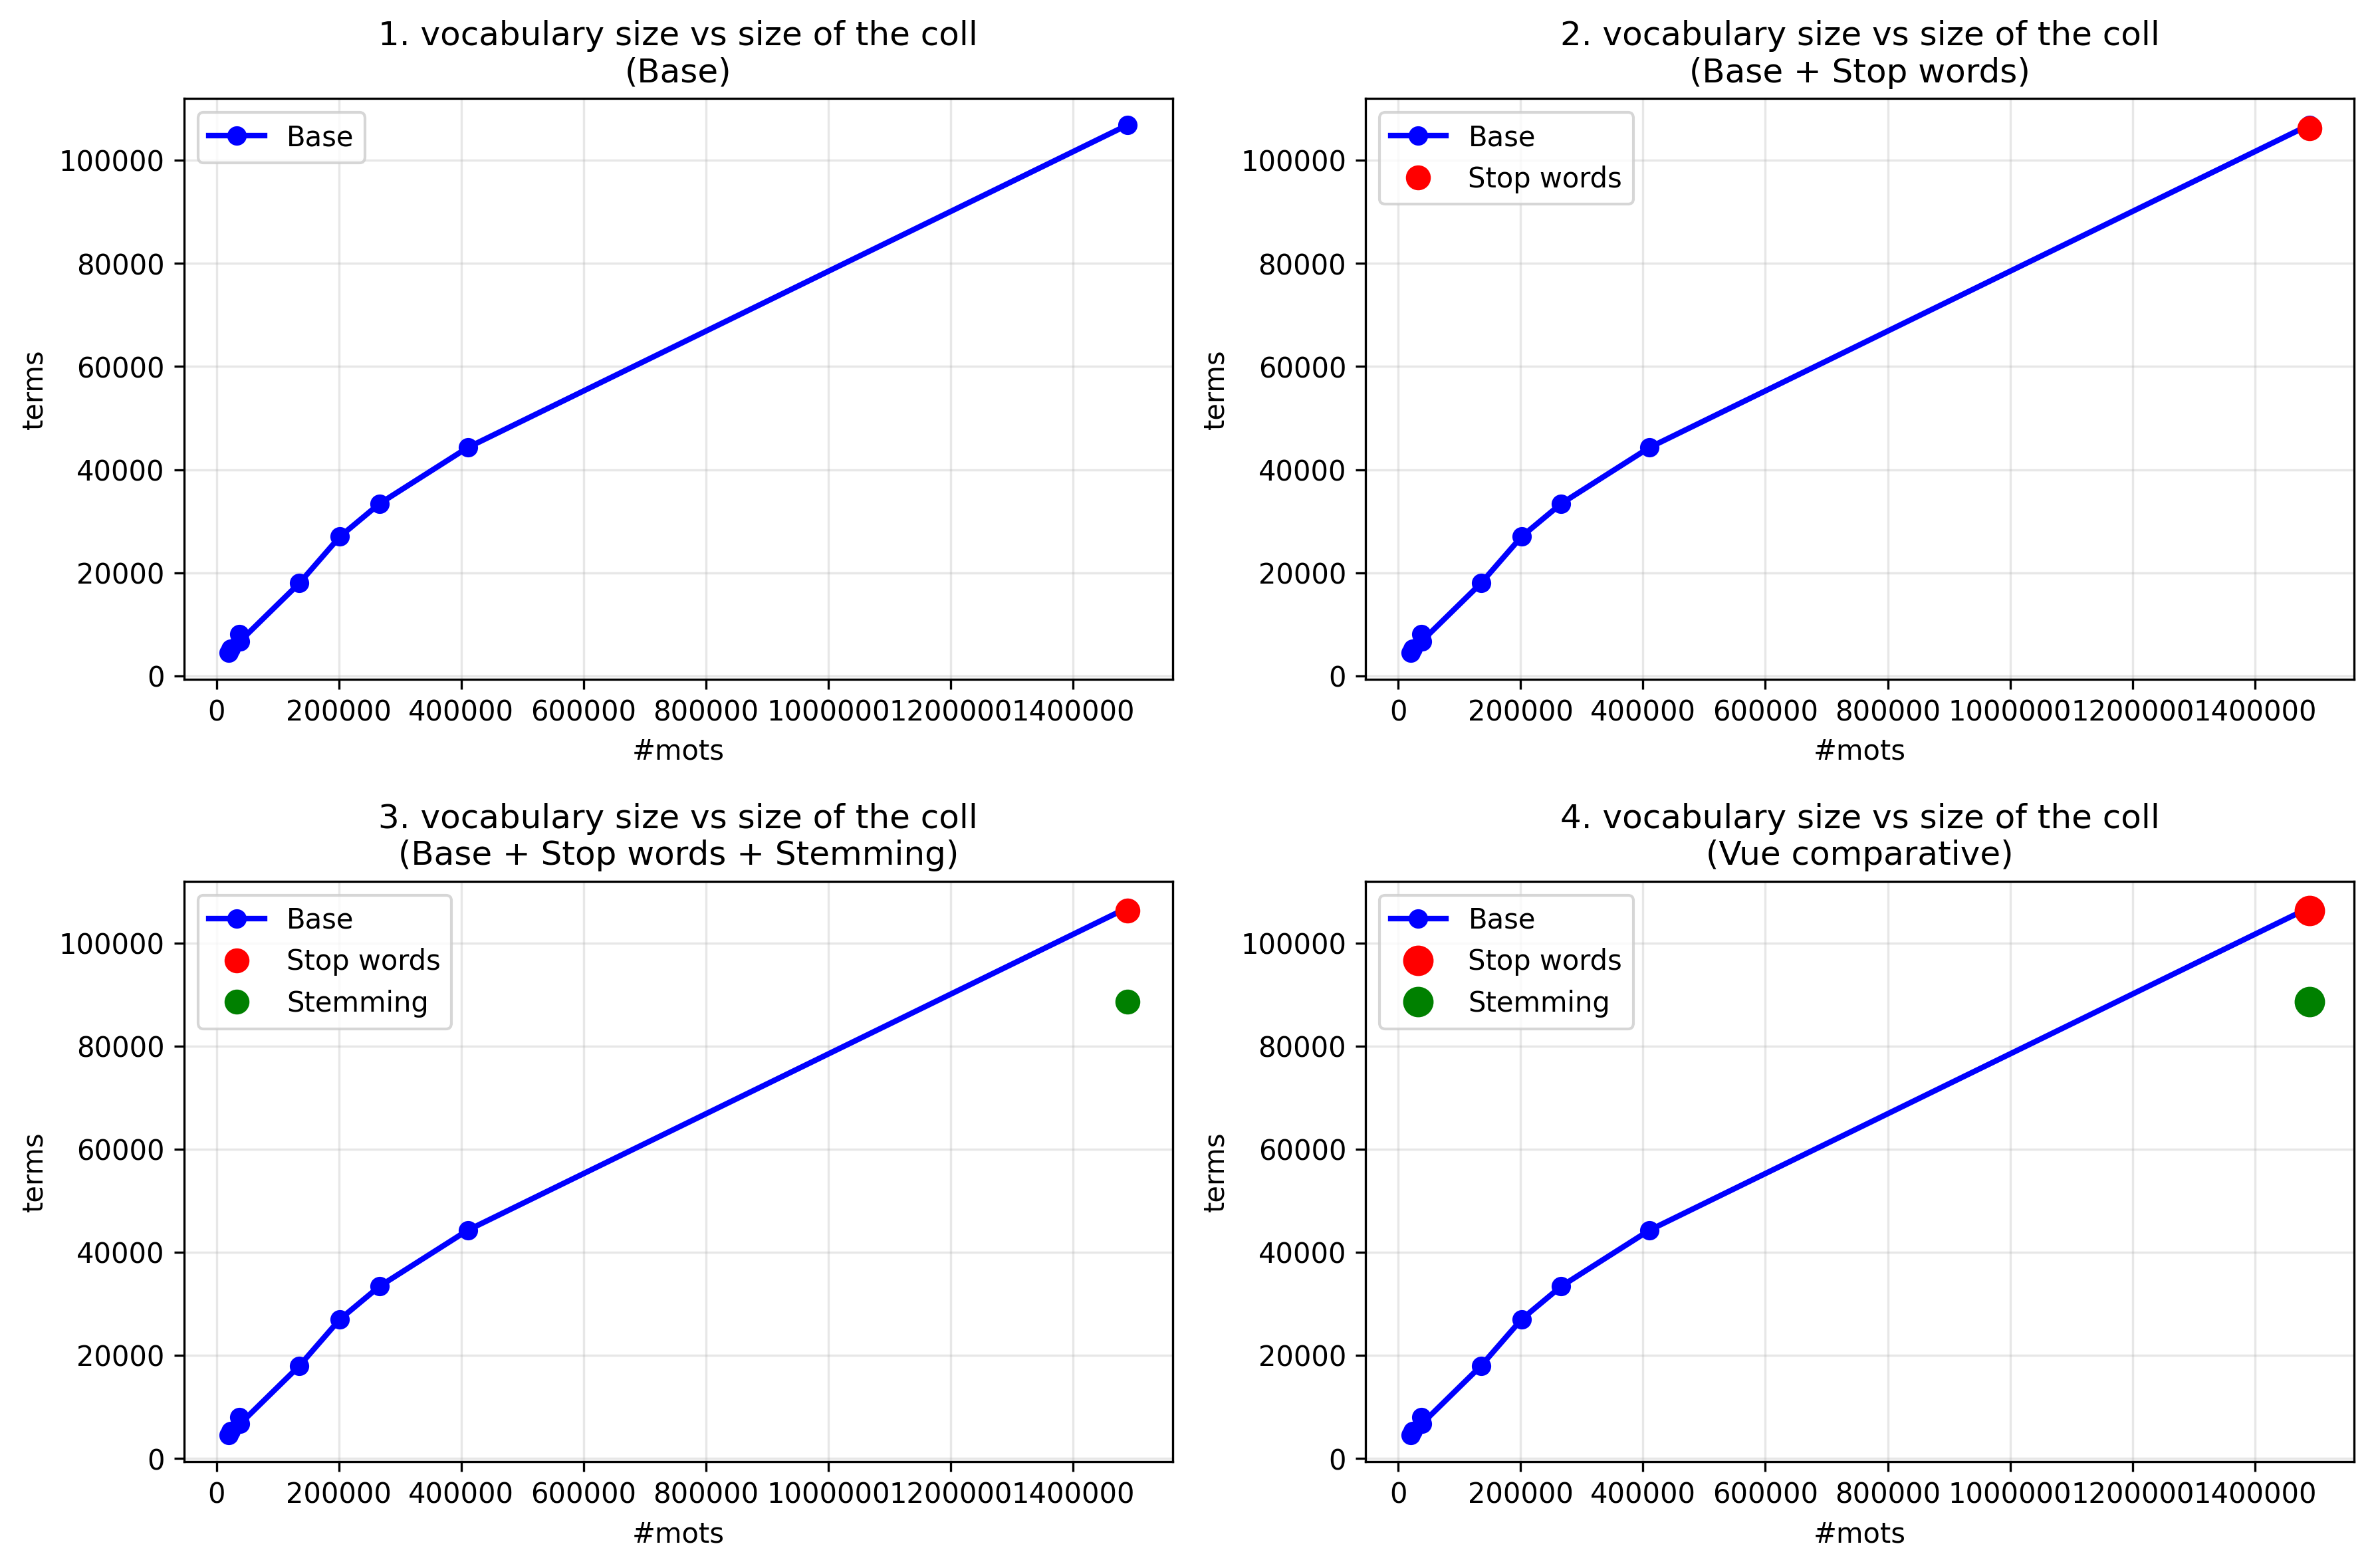 1. vocabulary size vs size of the coll
(Base)
Base
100000
80000
60000
40000
20000
0
terms
0 200000 400000 600000 800000 1000000 1200000 1400000
#mots
2. vocabulary size vs size of the coll
(Base + Stop words)
Base
Stop words
100000
80000
60000
40000
20000
0
terms
0 200000 400000 600000 800000 1000000 1200000 1400000
#mots
3. vocabulary size vs size of the coll
(Base + Stop words + Stemming)
Base
Stop words
Stemming
100000
80000
60000
40000
20000
0
terms
0 200000 400000 600000 800000 1000000 1200000 1400000
#mots
4. vocabulary size vs size of the coll
(Vue comparative)
Base
Stop words
Stemming
100000
80000
60000
40000
20000
0
terms
0 200000 400000 600000 800000 1000000 1200000 1400000
#mots